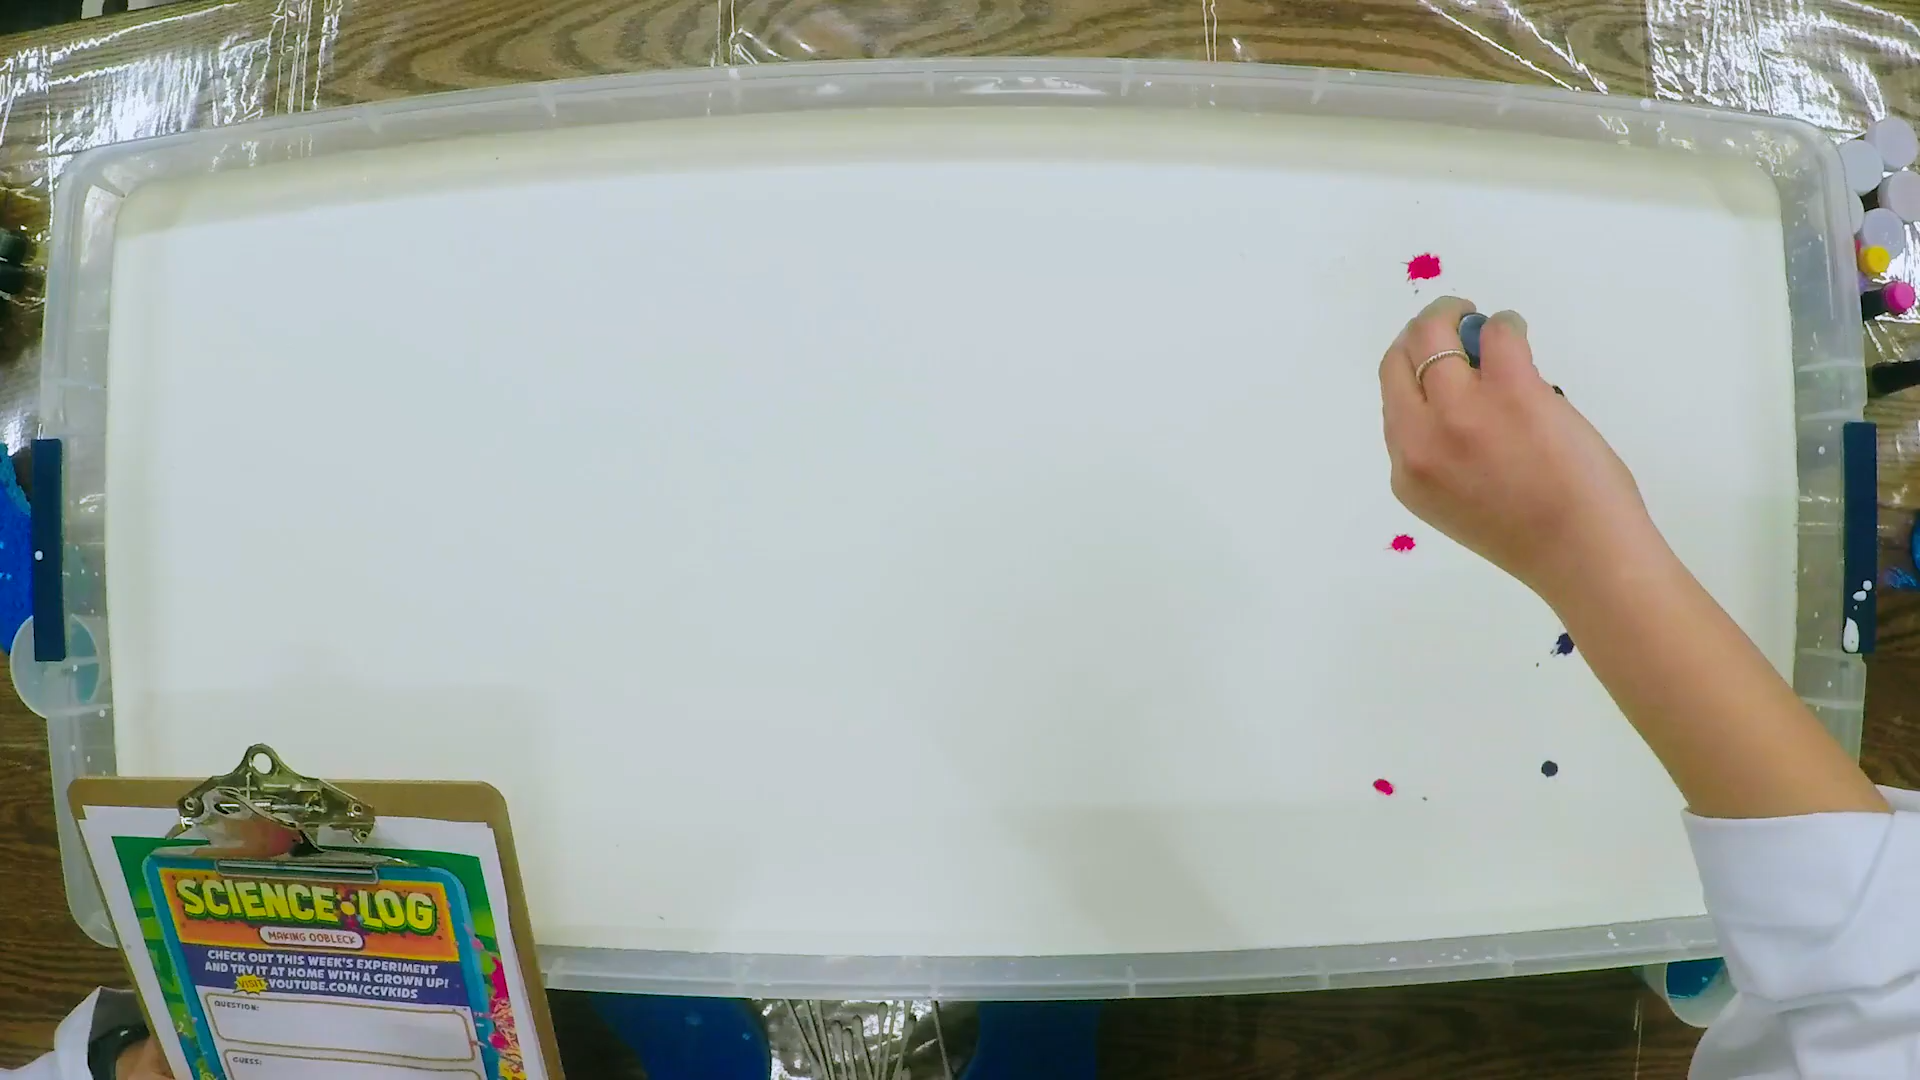 SCIENCE•LOG
MAKING OOBLECK
CHECK OUT THIS WEEK'S EXPERIMENT
AND TRY IT AT HOME WITH A GROWN UP!
VISIT YOUTUBE.COM/CCVKIDS
QUESTION:
GUESS: